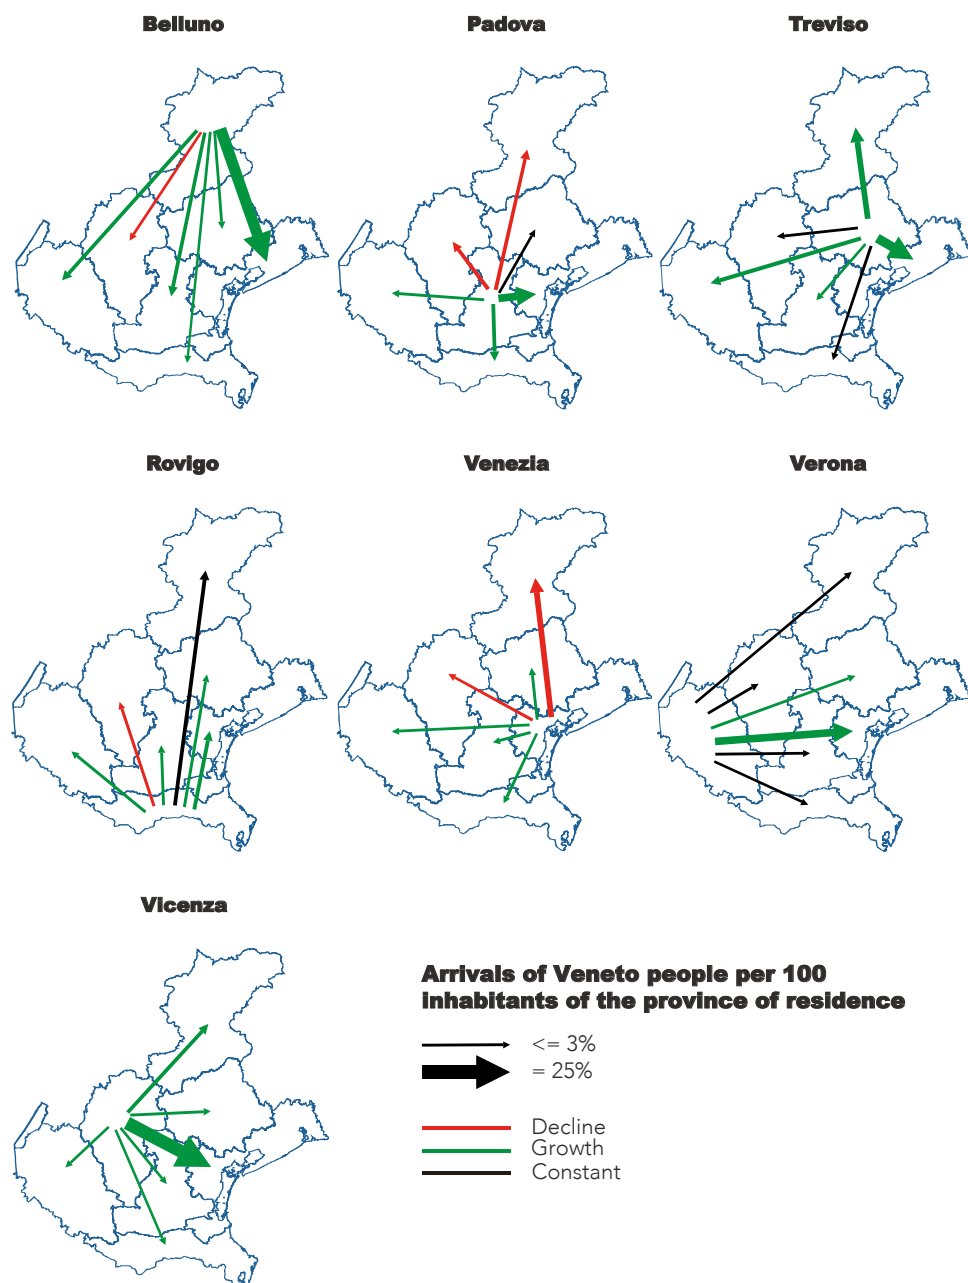 Belluno
Padova
Treviso
Rovigo
Venezia
Verona
Vicenza
Arrivals of Veneto people per 100
inhabitants of the province of residence
<= 3%
= 25%
Decline
Growth
Constant